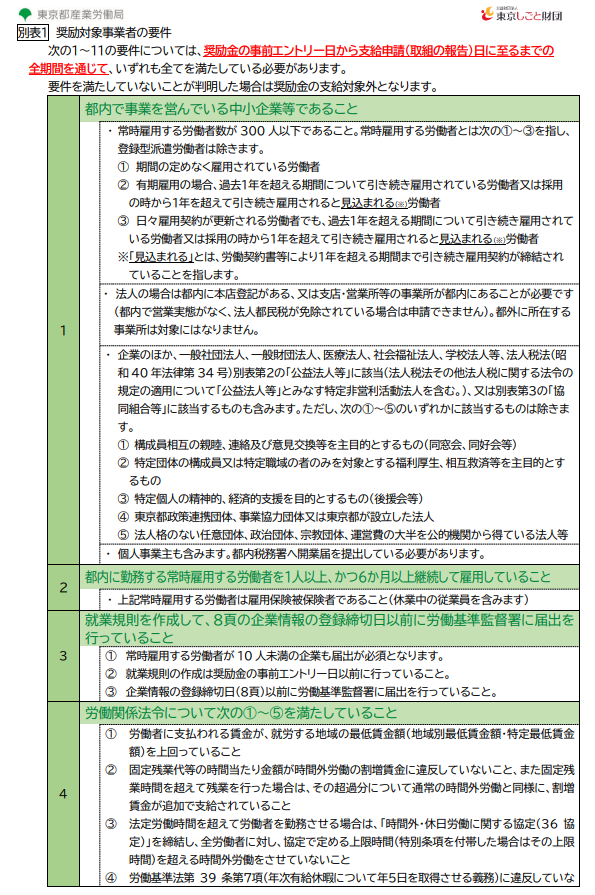 東京都産業労働局
公益財団法人
東京しごと財団
別表1 奨励対象事業者の要件
次の1～11の要件については、奨励金の事前エントリー日から支給申請(取組の報告)日に至るまでの
全期間を通じて、いずれも全てを満たしている必要があります。
要件を満たしていないことが判明した場合は奨励金の支給対象外となります。
1
都内で事業を営んでいる中小企業等であること
・ 常時雇用する労働者数が 300 人以下であること。常時雇用する労働者とは次の①～③を指し、
登録型派遣労働者は除きます。
① 期間の定めなく雇用されている労働者
② 有期雇用の場合、過去1年を超える期間について引き続き雇用されている労働者又は採用
の時から1年を超えて引き続き雇用されると見込まれる(※)労働者
③ 日々雇用契約が更新される労働者でも、過去1年を超える期間について引き続き雇用されて
いる労働者又は採用の時から1年を超えて引き続き雇用されると見込まれる(※)労働者
※「見込まれる」とは、労働契約書等により1年を超える期間まで引き続き雇用契約が締結され
ていることを指します。
・ 法人の場合は都内に本店登記がある、又は支店・営業所等の事業所が都内にあることが必要です
（都内で営業実態がなく、法人都民税が免除されている場合は申請できません）。都外に所在する
事業所は対象にはなりません。
・ 企業のほか、一般社団法人、一般財団法人、医療法人、社会福祉法人、学校法人等、法人税法（昭
和 40 年法律第 34 号）別表第2の「公益法人等」に該当（法人税法その他法人税に関する法令の
規定の適用について「公益法人等」とみなす特定非営利活動法人を含む。）、又は別表第3の「協
同組合等」に該当するものも含みます。ただし、次の①～⑤のいずれかに該当するものは除きま
す。
① 構成員相互の親睦、連絡及び意見交換等を主目的とするもの（同窓会、同好会等）
② 特定団体の構成員又は特定職域の者のみを対象とする福利厚生、相互救済等を主目的とす
るもの
③ 特定個人の精神的、経済的支援を目的とするもの（後援会等）
④ 東京都政策連携団体、事業協力団体又は東京都が設立した法人
⑤ 法人格のない任意団体、政治団体、宗教団体、運営費の大半を公的機関から得ている法人等
・ 個人事業主も含みます。都内税務署へ開業届を提出している必要があります。
2
都内に勤務する常時雇用する労働者を1人以上、かつ6か月以上継続して雇用していること
・ 上記常時雇用する労働者は雇用保険被保険者であること（休業中の従業員を含みます）
3
就業規則を作成して、8頁の企業情報の登録締切日以前に労働基準監督署に届出を
行っていること
① 常時雇用する労働者が 10 人未満の企業も届出が必須となります。
② 就業規則の作成は奨励金の事前エントリー日以前に行っていること。
③ 企業情報の登録締切日（8頁）以前に労働基準監督署に届出を行っていること。
4
労働関係法令について次の①～⑤を満たしていること
① 労働者に支払われる賃金が、就労する地域の最低賃金額（地域別最低賃金額・特定最低賃金
額）を上回っていること
② 固定残業代等の時間当たり金額が時間外労働の割増賃金に違反していないこと、また固定残
業時間を超えて残業を行った場合は、その超過分について通常の時間外労働と同様に、割増
賃金が追加で支給されていること
③ 法定労働時間を超えて労働者を勤務させる場合は、「時間外・休日労働に関する協定（36 協
定）」を締結し、全労働者に対し、協定で定める上限時間（特別条項を付帯した場合はその上限
時間）を超える時間外労働をさせていないこと
④ 労働基準法第 39 条第7項（年次有給休暇について年5日を取得させる義務）に違反していな